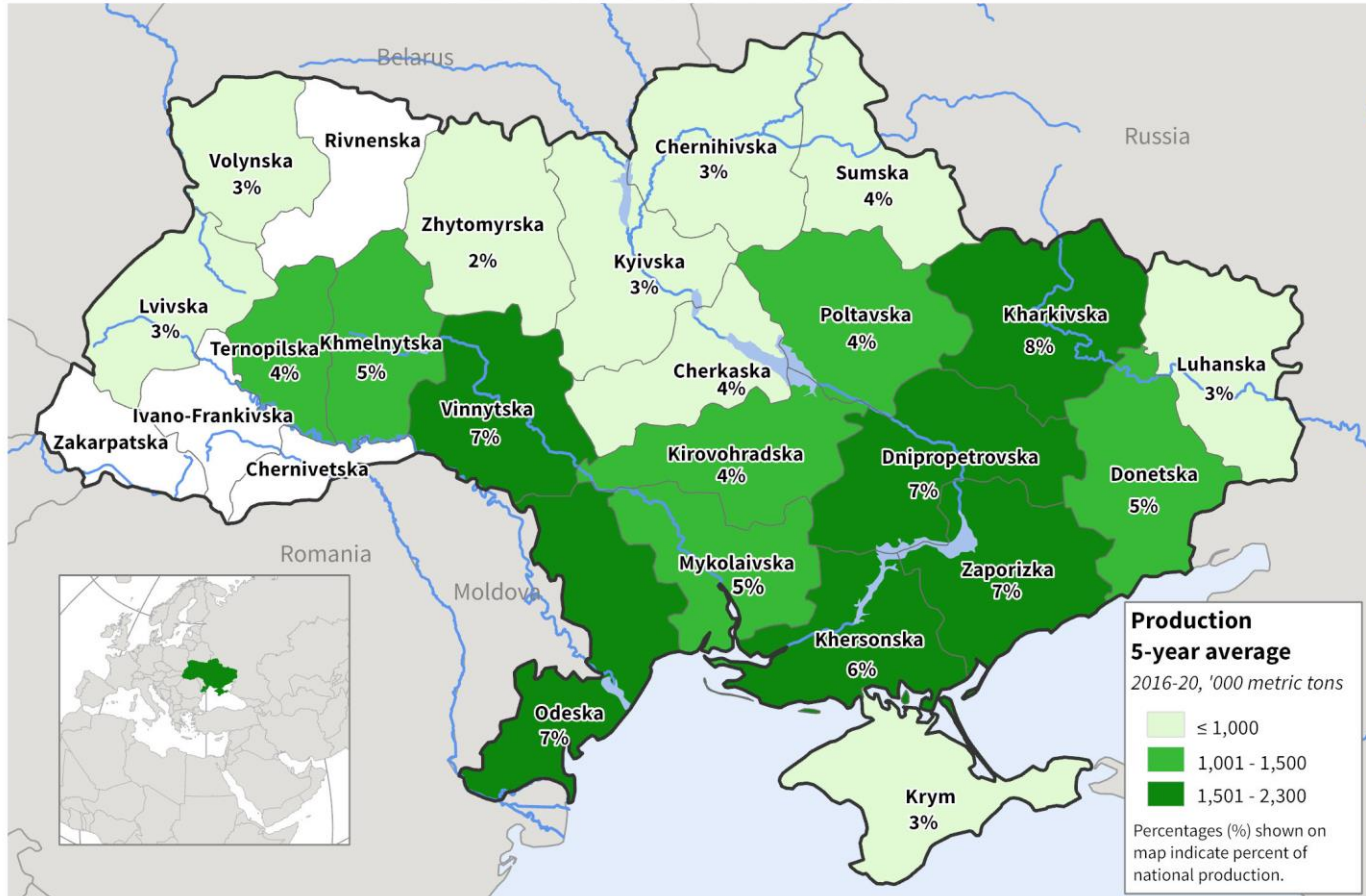 Belarus
Russia
Rivnenska
Volynska
3%
Chernihivska
3%
Sumska
4%
Zhytomyrska
2%
Kyivska
3%
Lvivska
3%
Ternopilska
4%
Khmelnytska
5%
Poltavska
4%
Kharkivska
8%
Luhanska
3%
Cherkaska
4%
Vinnytska
7%
Ivano-Frankivska
Zakarpatska
Chernivetska
Kirovohradska
4%
Dnipropetrovska
7%
Donetska
5%
Romania
Moldova
Mykolaivska
5%
Zaporizka
7%
Khersonska
6%
Odeska
7%
Krym
3%
Production
5-year average
2016-20, '000 metric tons
≤ 1,000
1,001 - 1,500
1,501 - 2,300
Percentages (%) shown on
map indicate percent of
national production.